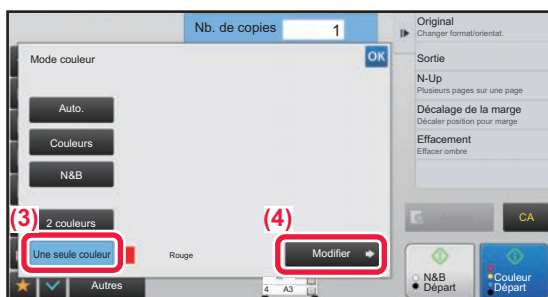 Nb. de copies 1
Original
Changer format/orientat.
Mode couleur
OK
Sortie
N-Up
Plusieurs pages sur une page
Auto.
Décalage de la marge
Décaler position pour marge
Couleurs
Effacement
Effacer ombre
N&B
(3)
(4)
2 couleurs
CA
Une seule couleur
Rouge
Modifier
Autres
4 A3
N&B
Départ
Couleur
Départ